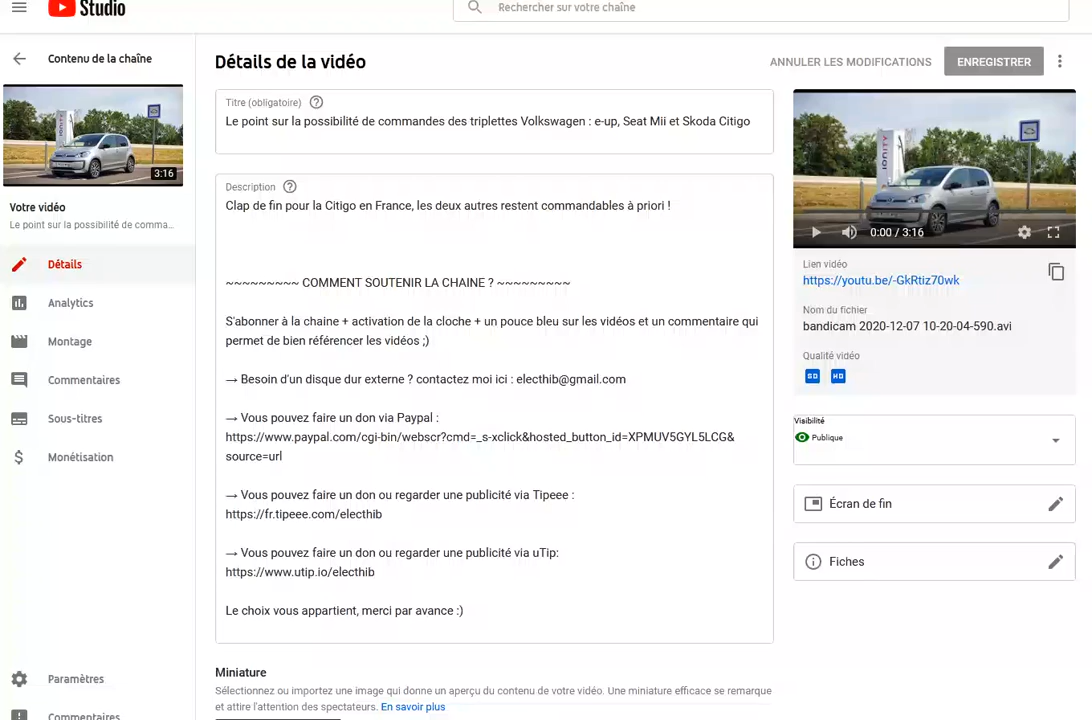 Studio
Rechercher sur votre chaîne
Contenu de la chaîne
3:16
Votre vidéo
Le point sur la possibilité de comma...
Détails
Analytics
Montage
Commentaires
Sous-titres
Monétisation
Paramètres
Commentaires
Détails de la vidéo
ANNULER LES MODIFICATIONS
ENREGISTRER
Titre (obligatoire)
Le point sur la possibilité de commandes des triplettes Volkswagen : e-up, Seat Mii et Skoda Citigo
Description
Clap de fin pour la Citigo en France, les deux autres restent commandables à priori !
~~~~~~~~~ COMMENT SOUTENIR LA CHAINE ? ~~~~~~~~~
S'abonner à la chaine + activation de la cloche + un pouce bleu sur les vidéos et un commentaire qui
permet de bien référencer les vidéos ;)
→ Besoin d'un disque dur externe ? contactez moi ici : electhib@gmail.com
→ Vous pouvez faire un don via Paypal :
https://www.paypal.com/cgi-bin/webscr?cmd=_s-xclick&hosted_button_id=XPMUV5GYL5LCG&
source=url
→ Vous pouvez faire un don ou regarder une publicité via Tipeee :
https://fr.tipeee.com/electhib
→ Vous pouvez faire un don ou regarder une publicité via uTip:
https://www.utip.io/electhib
Le choix vous appartient, merci par avance :)
Miniature
Sélectionnez ou importez une image qui donne un aperçu du contenu de votre vidéo. Une miniature efficace se remarque
et attire l'attention des spectateurs. En savoir plus
IONITY
0:00 / 3:16
Lien vidéo
https://youtu.be/-GkRtiz70wk
Nom du fichier
bandicam 2020-12-07 10-20-04-590.avi
Qualité vidéo
SD HD
Visibilité
Publique
Écran de fin
Fiches